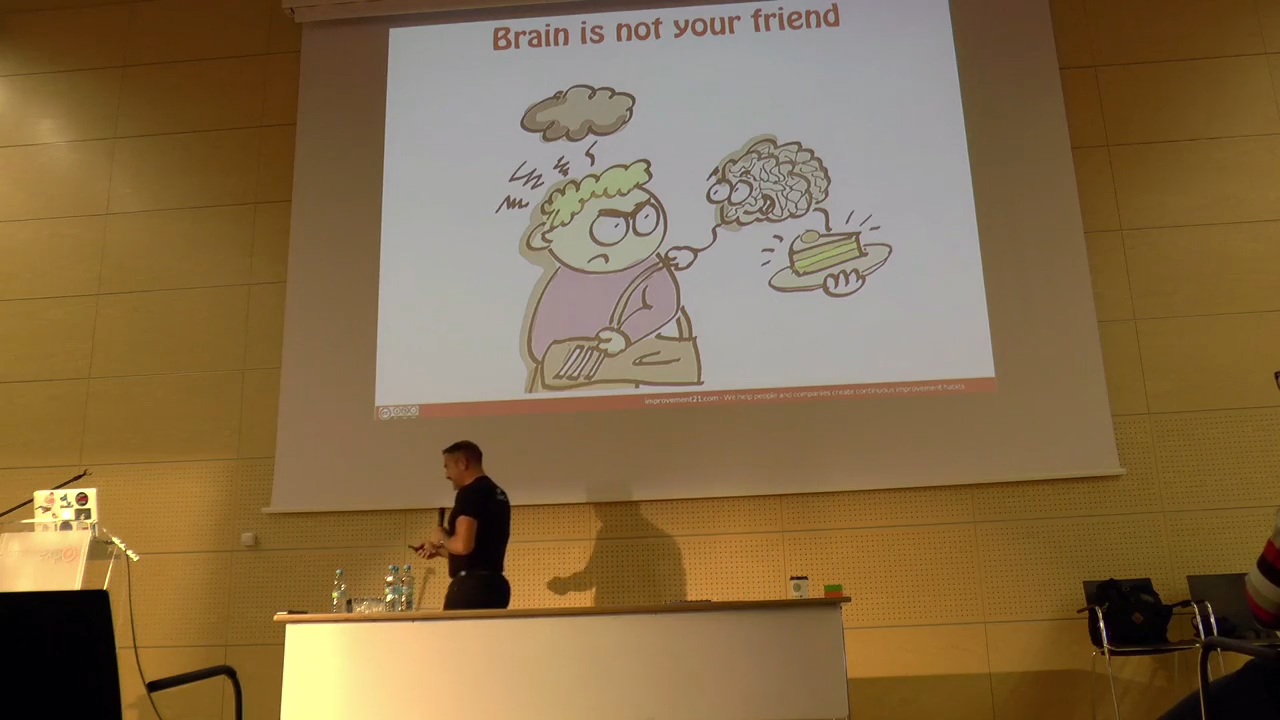 Brain is not your friend
improvement21.com - We help people and companies create continuous improvement habits